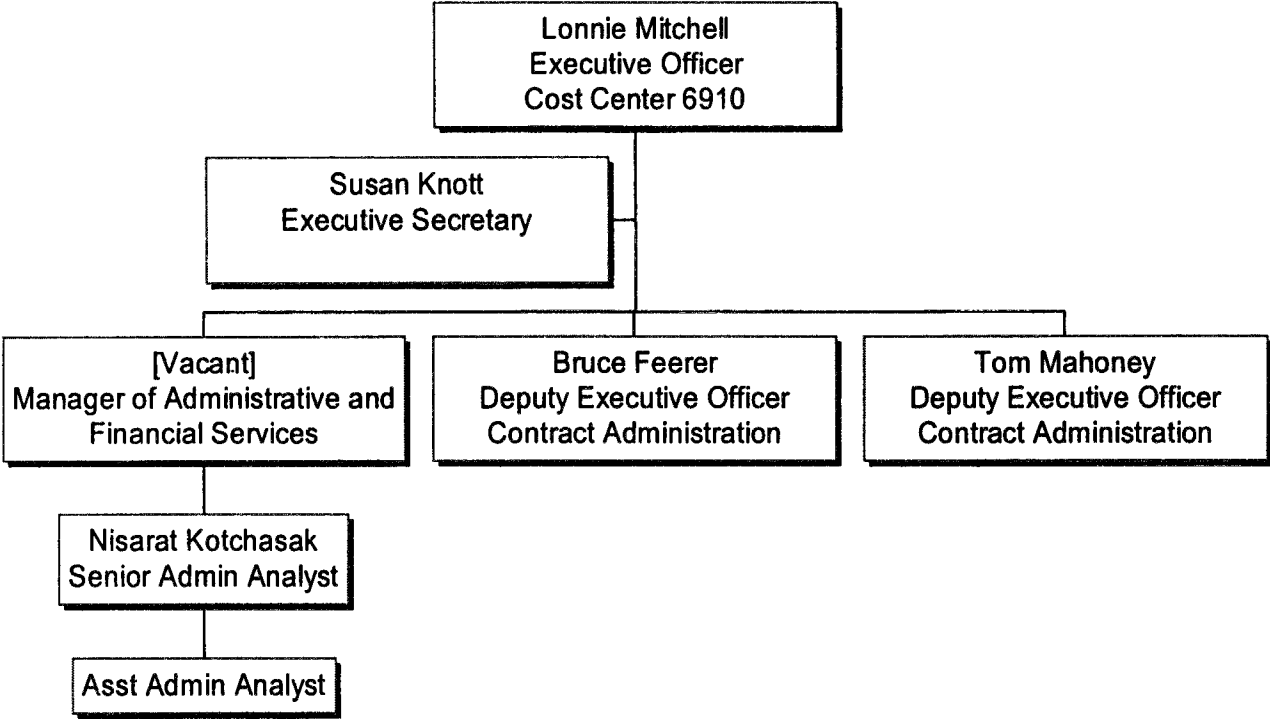 Lonnie Mitchell
Executive Officer
Cost Center 6910
Susan Knott
Executive Secretary
[Vacant]
Manager of Administrative and
Financial Services
Bruce Feerer
Deputy Executive Officer
Contract Administration
Tom Mahoney
Deputy Executive Officer
Contract Administration
Nisarat Kotchasak
Senior Admin Analyst
Asst Admin Analyst